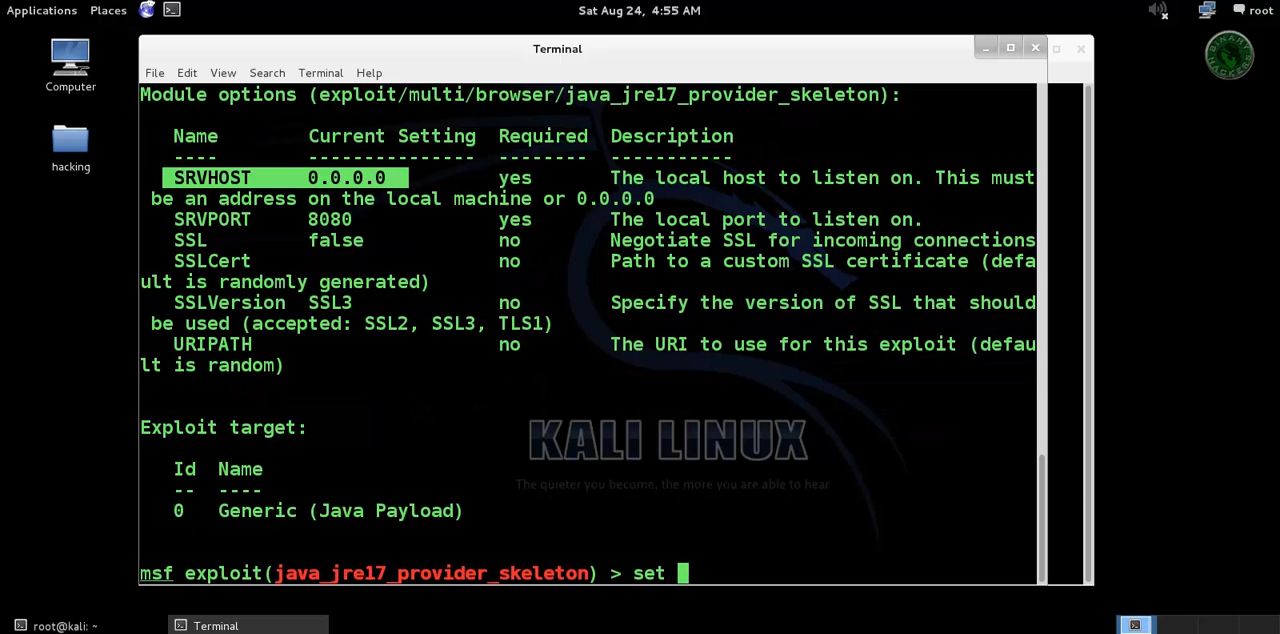 Applications Places Sat Aug 24, 4:55 AM root
Computer
hacking
BINARY HACKERS
Terminal
File Edit View Search Terminal Help
Module options (exploit/multi/browser/java_jre17_provider_skeleton):
Name Current Setting Required Description
---- --------------- -------- -----------
SRVHOST 0.0.0.0 yes The local host to listen on. This must
be an address on the local machine or 0.0.0.0
SRVPORT 8080 yes The local port to listen on.
SSL false no Negotiate SSL for incoming connections
SSLCert no Path to a custom SSL certificate (defa
ult is randomly generated)
SSLVersion SSL3 no Specify the version of SSL that should
be used (accepted: SSL2, SSL3, TLS1)
URIPATH no The URI to use for this exploit (defau
lt is random)
Exploit target:
KALI LINUX
The quieter you become, the more you are able to hear
Id Name
-- ----
0 Generic (Java Payload)
msf exploit(java_jre17_provider_skeleton) > set
root@kali: ~ Terminal